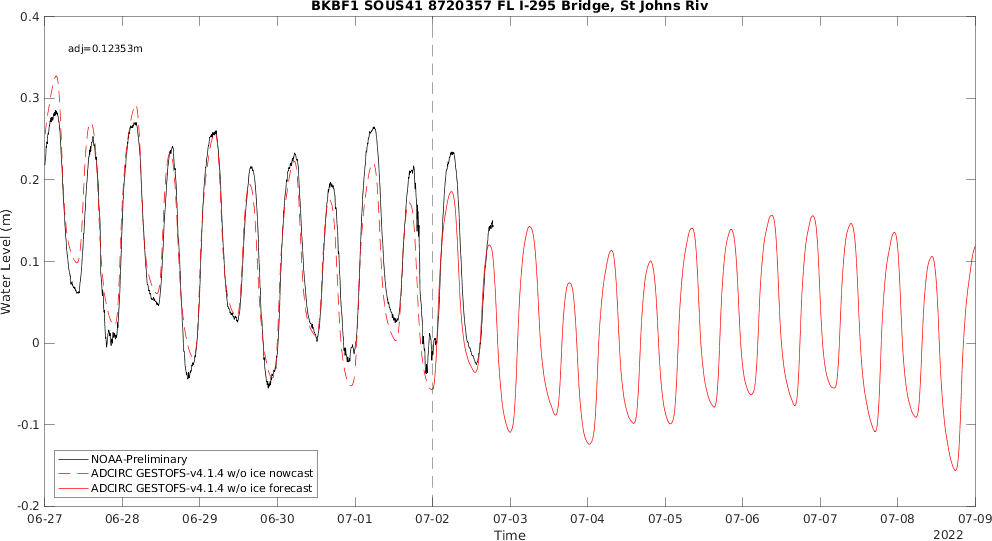 BKBF1 SOUS41 8720357 FL I-295 Bridge, St Johns Riv
adj=0.12353m
0.4
0.3
0.2
0.1
0
-0.1
-0.2
Water Level (m)
NOAA-Preliminary
ADCIRC GESTOFS-v4.1.4 w/o ice nowcast
ADCIRC GESTOFS-v4.1.4 w/o ice forecast
06-27 06-28 06-29 06-30 07-01 07-02 07-03 07-04 07-05 07-06 07-07 07-08 07-09
Time
2022